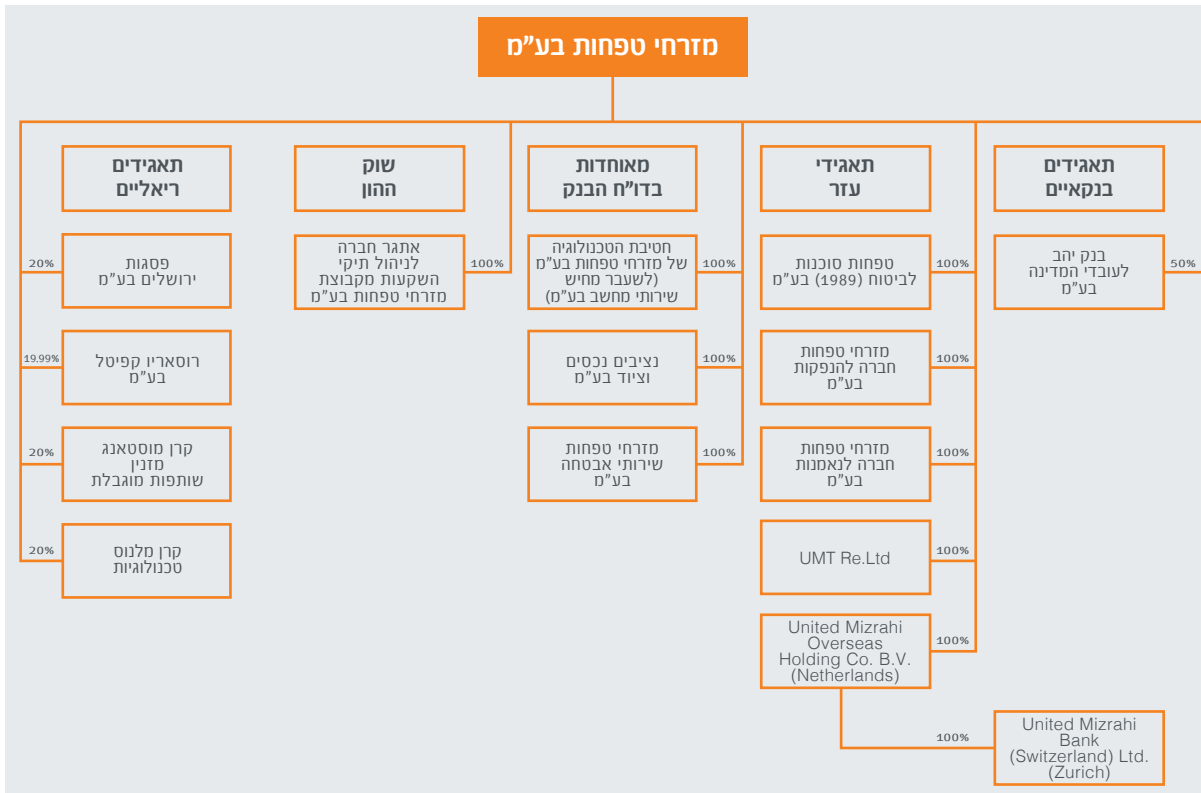 מזרחי טפחות בע"מ
תאגידים
בנקאיים
בנק יהב
לעובדי המדינה
בע"מ
50%
תאגידי
עזר
טפחות סוכנות
לביטוח (1989) בע"מ
100%
מזרחי טפחות
חברה להנפקות
בע"מ
100%
מזרחי טפחות
חברה לנאמנות
בע"מ
100%
UMT Re.Ltd
100%
United Mizrahi
Overseas
Holding Co. B.V.
(Netherlands)
100%
United Mizrahi
Bank
(Switzerland) Ltd.
(Zurich)
100%
מאוחדות
בדו"ח הבנק
חטיבת הטכנולוגיה
של מזרחי טפחות בע"מ
(לשעבר מחיש
שירותי מחשב בע"מ)
100%
נציבים נכסים
וציוד בע"מ
100%
מזרחי טפחות
שירותי אבטחה
בע"מ
100%
שוק
ההון
אתגר חברה
לניהול תיקי
השקעות מקבוצת
מזרחי טפחות בע"מ
100%
תאגידים
ריאליים
פסגות
ירושלים בע"מ
20%
רוסאריו קפיטל
בע"מ
19.99%
קרן מוסטאנג
מזנין
שותפות מוגבלת
20%
קרן מלנוס
טכנולוגיות
20%